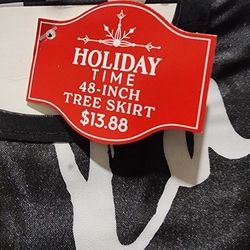 HOLIDAY
TIME
48-INCH
TREE SKIRT
$13.88